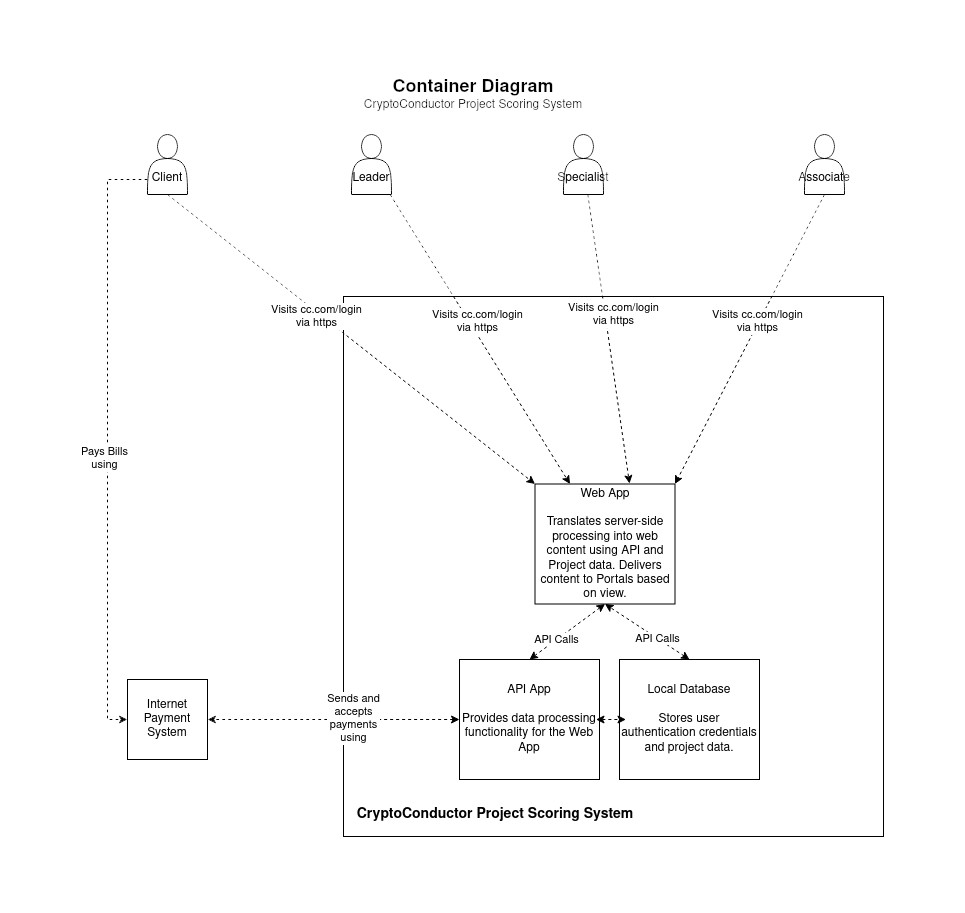 Container Diagram
CryptoConductor Project Scoring System
Client
Leader
Specialist
Associate
Visits cc.com/login
via https
Visits cc.com/login
via https
Visits cc.com/login
via https
Visits cc.com/login
via https
Pays Bills
using
Web App
Translates server-side
processing into web
content using API and
Project data. Delivers
content to Portals based
on view.
API Calls
API Calls
Internet
Payment
System
Sends and
accepts
payments
using
API App
Provides data processing
functionality for the Web
App
Local Database
Stores user
authentication credentials
and project data.
CryptoConductor Project Scoring System